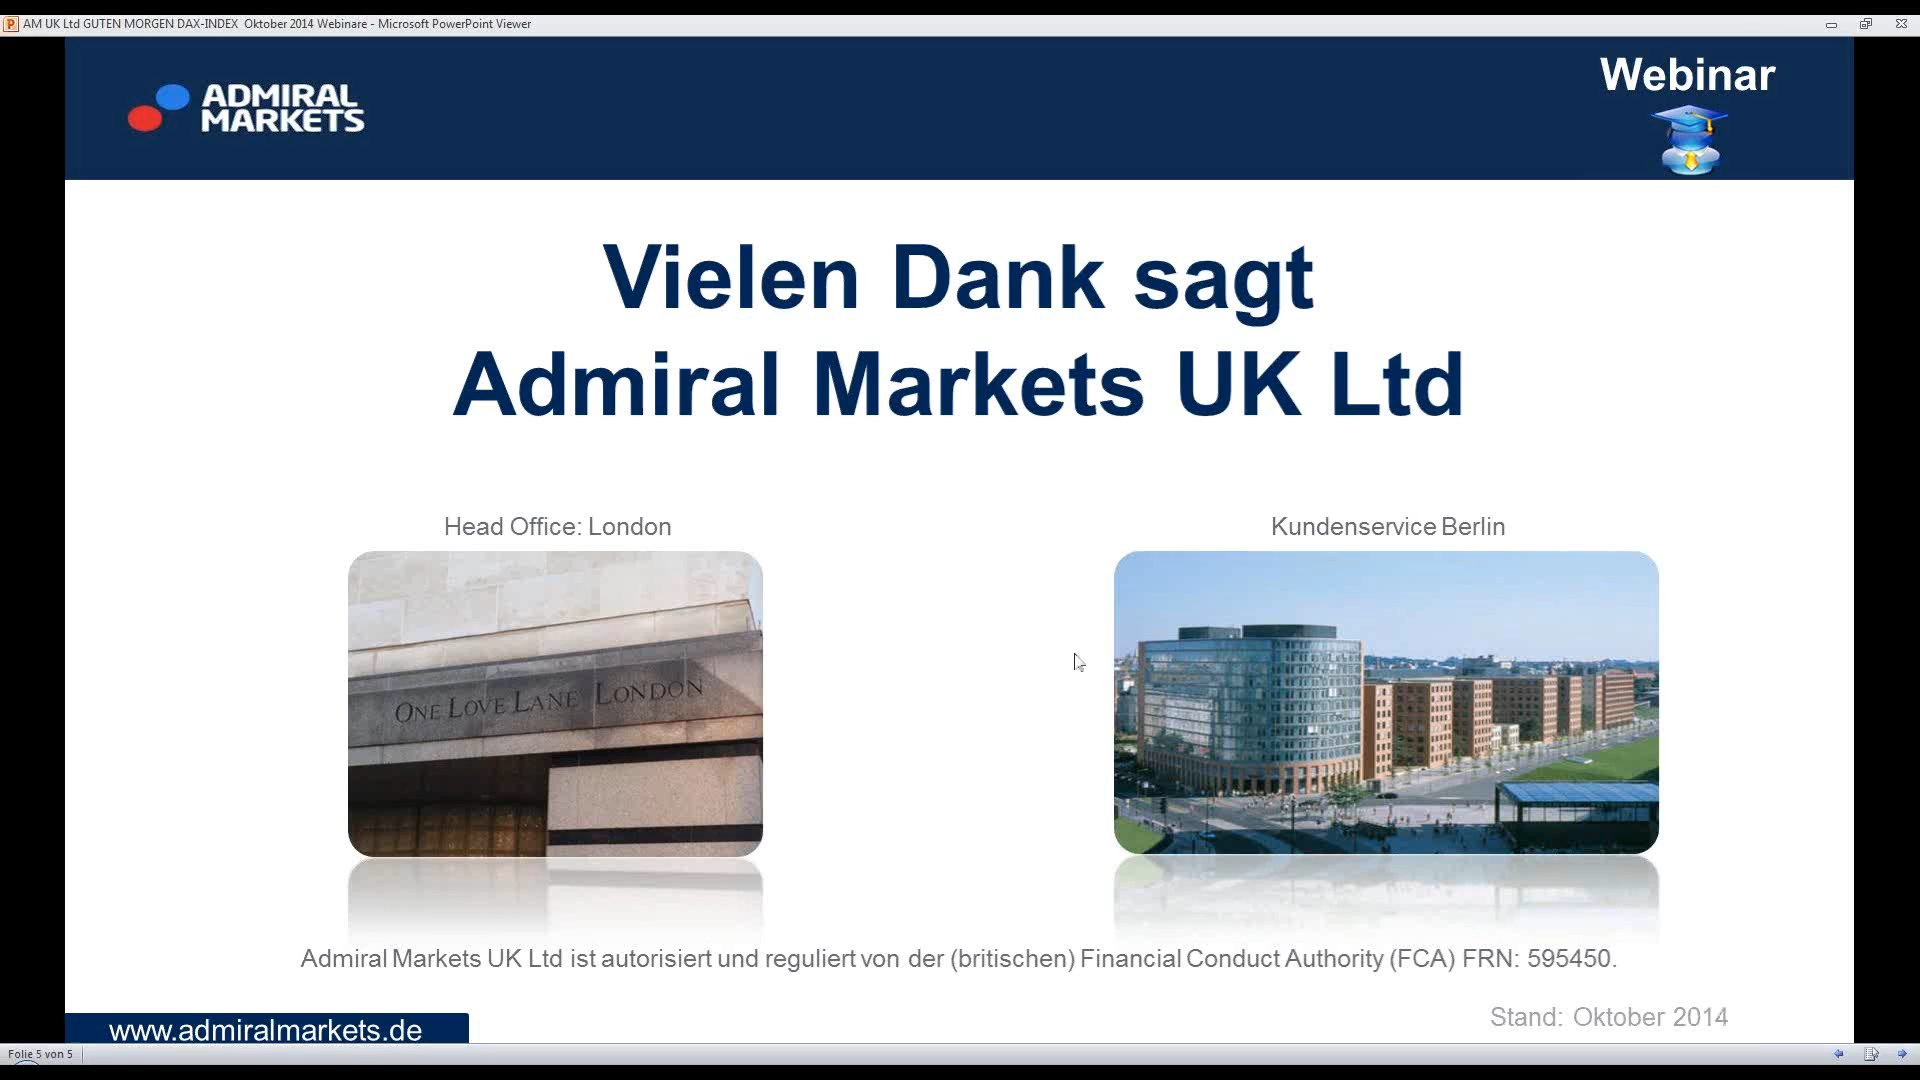 AM UK Ltd GUTEN MORGEN DAX-INDEX  Oktober 2014 Webinare - Microsoft PowerPoint Viewer
ADMIRAL
MARKETS
Webinar
Vielen Dank sagt
Admiral Markets UK Ltd
Head Office: London
Kundenservice Berlin
ONE LOVE LANE LONDON
Admiral Markets UK Ltd ist autorisiert und reguliert von der (britischen) Financial Conduct Authority (FCA) FRN: 595450.
Stand: Oktober 2014
www.admiralmarkets.de
Folie 5 von 5